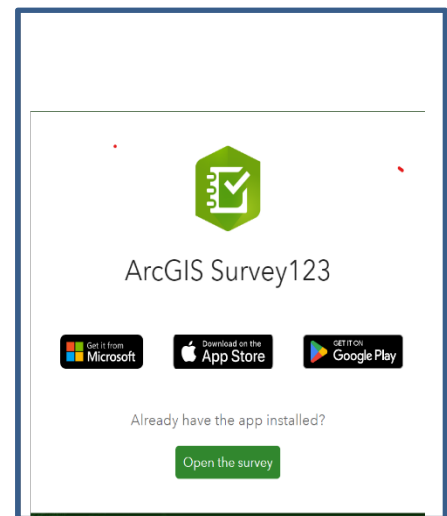 ArcGIS Survey123
Get it from
Microsoft
Download on the
App Store
GET IT ON
Google Play
Already have the app installed?
Open the survey